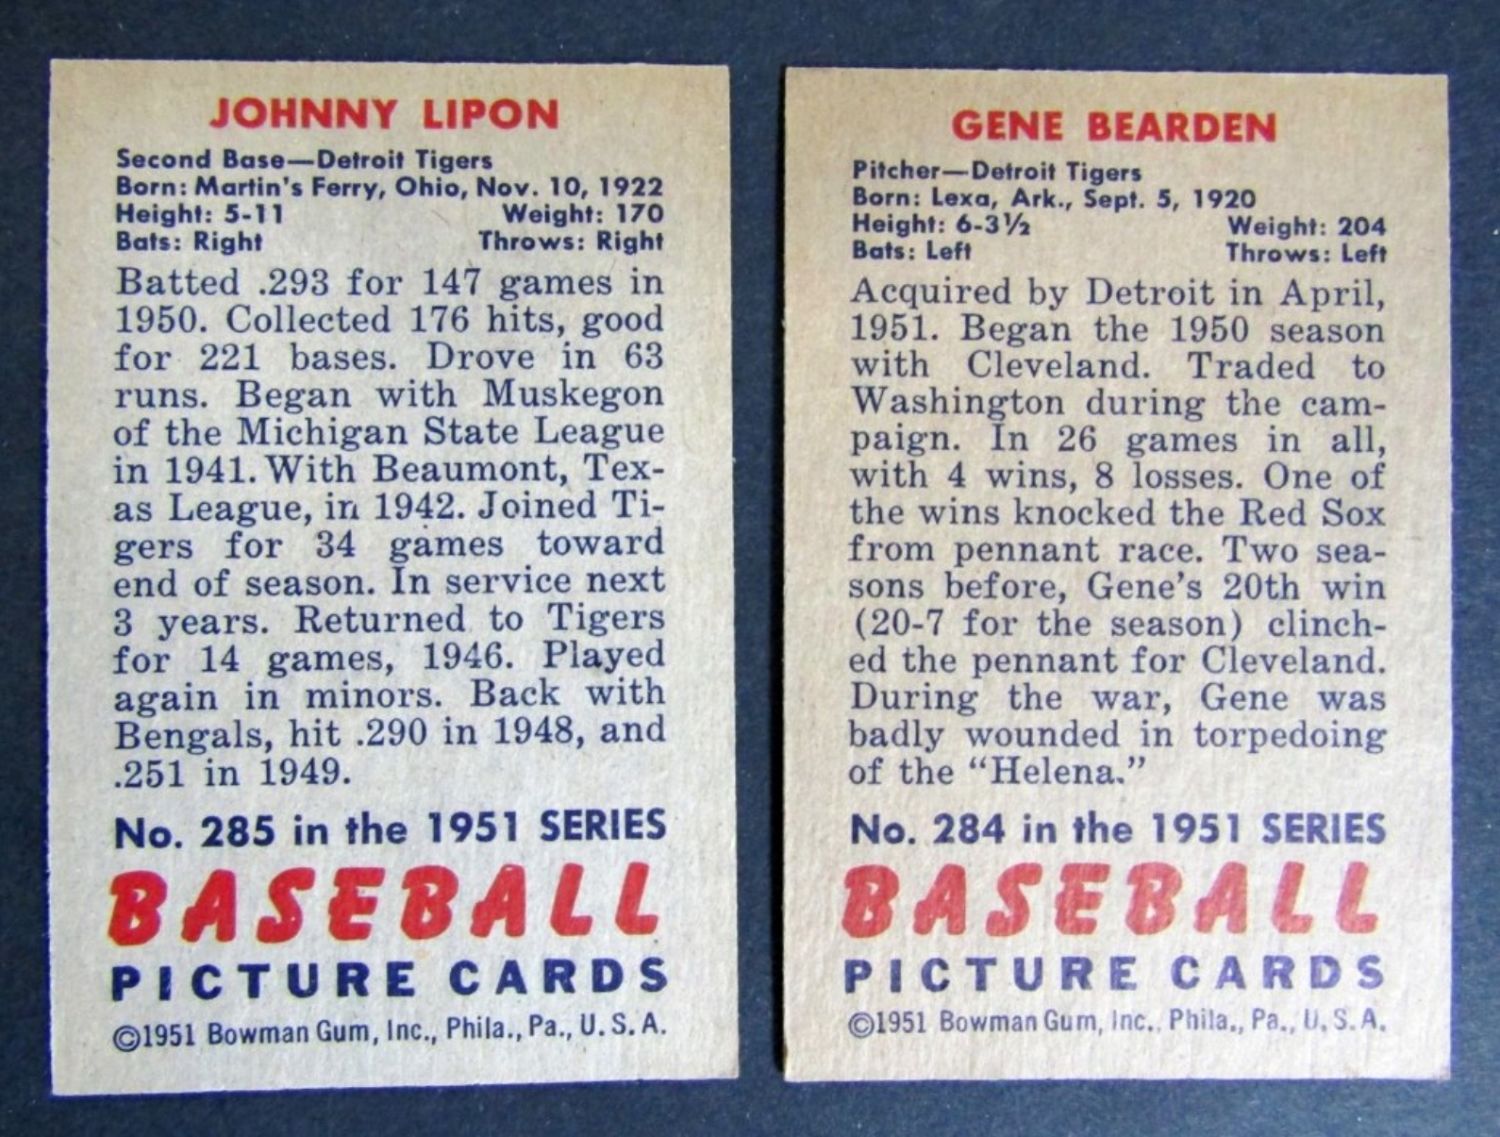 JOHNNY LIPON
Second Base—Detroit Tigers
Born: Martin's Ferry, Ohio, Nov. 10, 1922
Height: 5-11 Weight: 170
Bats: Right Throws: Right
Batted .293 for 147 games in
1950. Collected 176 hits, good
for 221 bases. Drove in 63
runs. Began with Muskegon
of the Michigan State League
in 1941. With Beaumont, Tex-
as League, in 1942. Joined Ti-
gers for 34 games toward
end of season. In service next
3 years. Returned to Tigers
for 14 games, 1946. Played
again in minors. Back with
Bengals, hit .290 in 1948, and
.251 in 1949.
No. 285 in the 1951 SERIES
BASEBALL
PICTURE CARDS
©1951 Bowman Gum, Inc., Phila., Pa., U. S. A.
GENE BEARDEN
Pitcher—Detroit Tigers
Born: Lexa, Ark., Sept. 5, 1920
Height: 6-3½ Weight: 204
Bats: Left Throws: Left
Acquired by Detroit in April,
1951. Began the 1950 season
with Cleveland. Traded to
Washington during the cam-
paign. In 26 games in all,
with 4 wins, 8 losses. One of
the wins knocked the Red Sox
from pennant race. Two sea-
sons before, Gene's 20th win
(20-7 for the season) clinch-
ed the pennant for Cleveland.
During the war, Gene was
badly wounded in torpedoing
of the “Helena.”
No. 284 in the 1951 SERIES
BASEBALL
PICTURE CARDS
©1951 Bowman Gum, Inc., Phila., Pa., U. S. A.